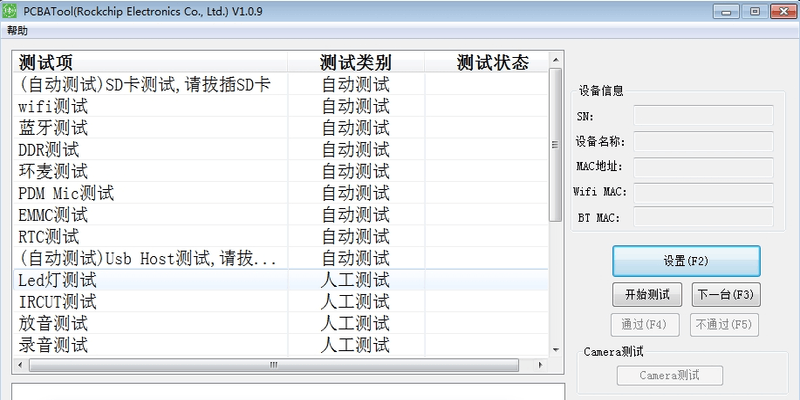 PCBATool(Rockchip Electronics Co., Ltd.) V1.0.9
帮助
测试项 测试类别 测试状态
(自动测试)SD卡测试,请拔插SD卡 自动测试
wifi测试 自动测试
蓝牙测试 自动测试
DDR测试 自动测试
环麦测试 自动测试
PDM Mic测试 自动测试
EMMC测试 自动测试
RTC测试 自动测试
(自动测试)Usb Host测试,请拔... 自动测试
Led灯测试 人工测试
IRCUT测试 人工测试
放音测试 人工测试
录音测试 人工测试
设备信息
SN:
设备名称:
MAC地址:
Wifi MAC:
BT MAC:
设置(F2)
开始测试 下一台(F3)
通过(F4) 不通过(F5)
Camera测试
Camera测试